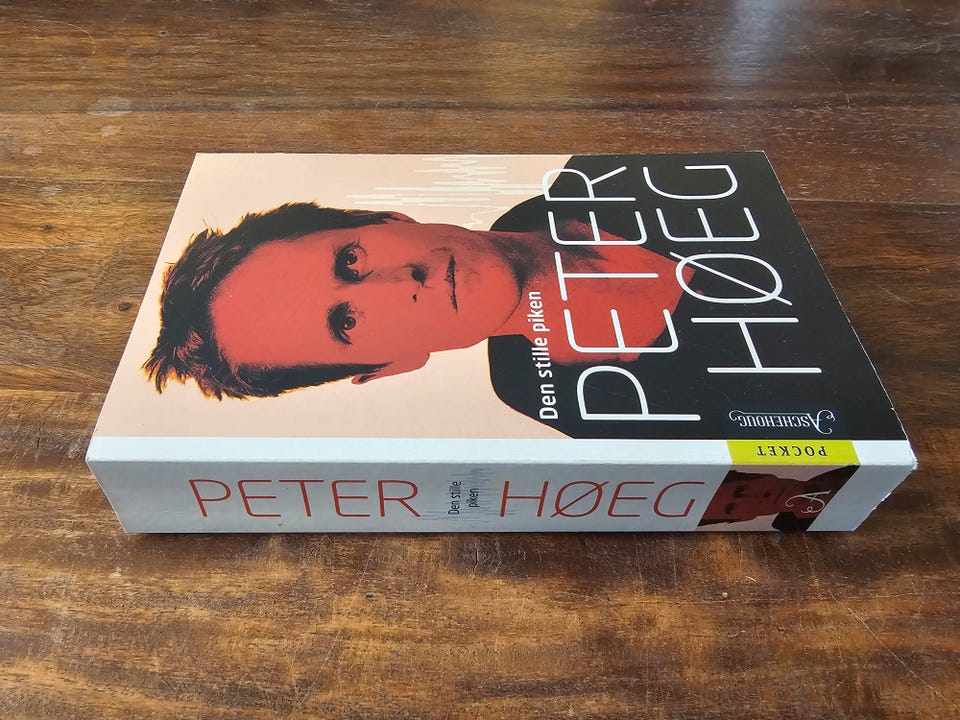 Den stille piken
PETER
HØEG
ASCHEHOUG
POCKET
PETER
Den stille
piken
HØEG
A